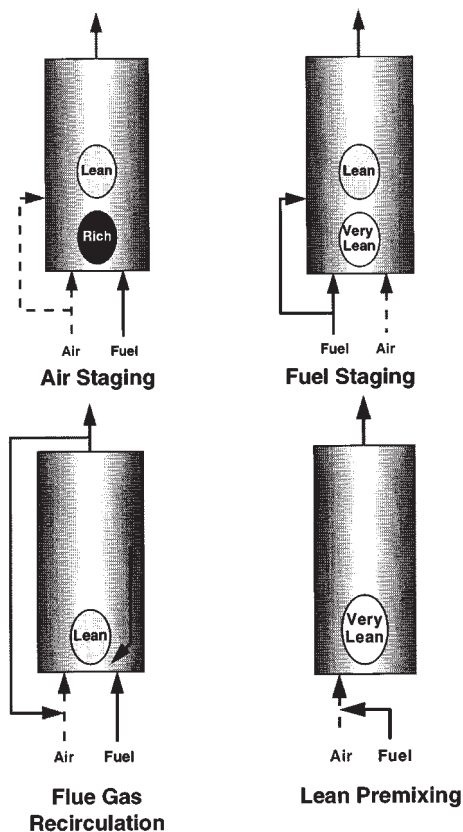 Lean
Rich
Air Fuel
Air Staging
Lean
Very
Lean
Fuel Air
Fuel Staging
Lean
Air Fuel
Flue Gas
Recirculation
Very
Lean
Air Fuel
Lean Premixing